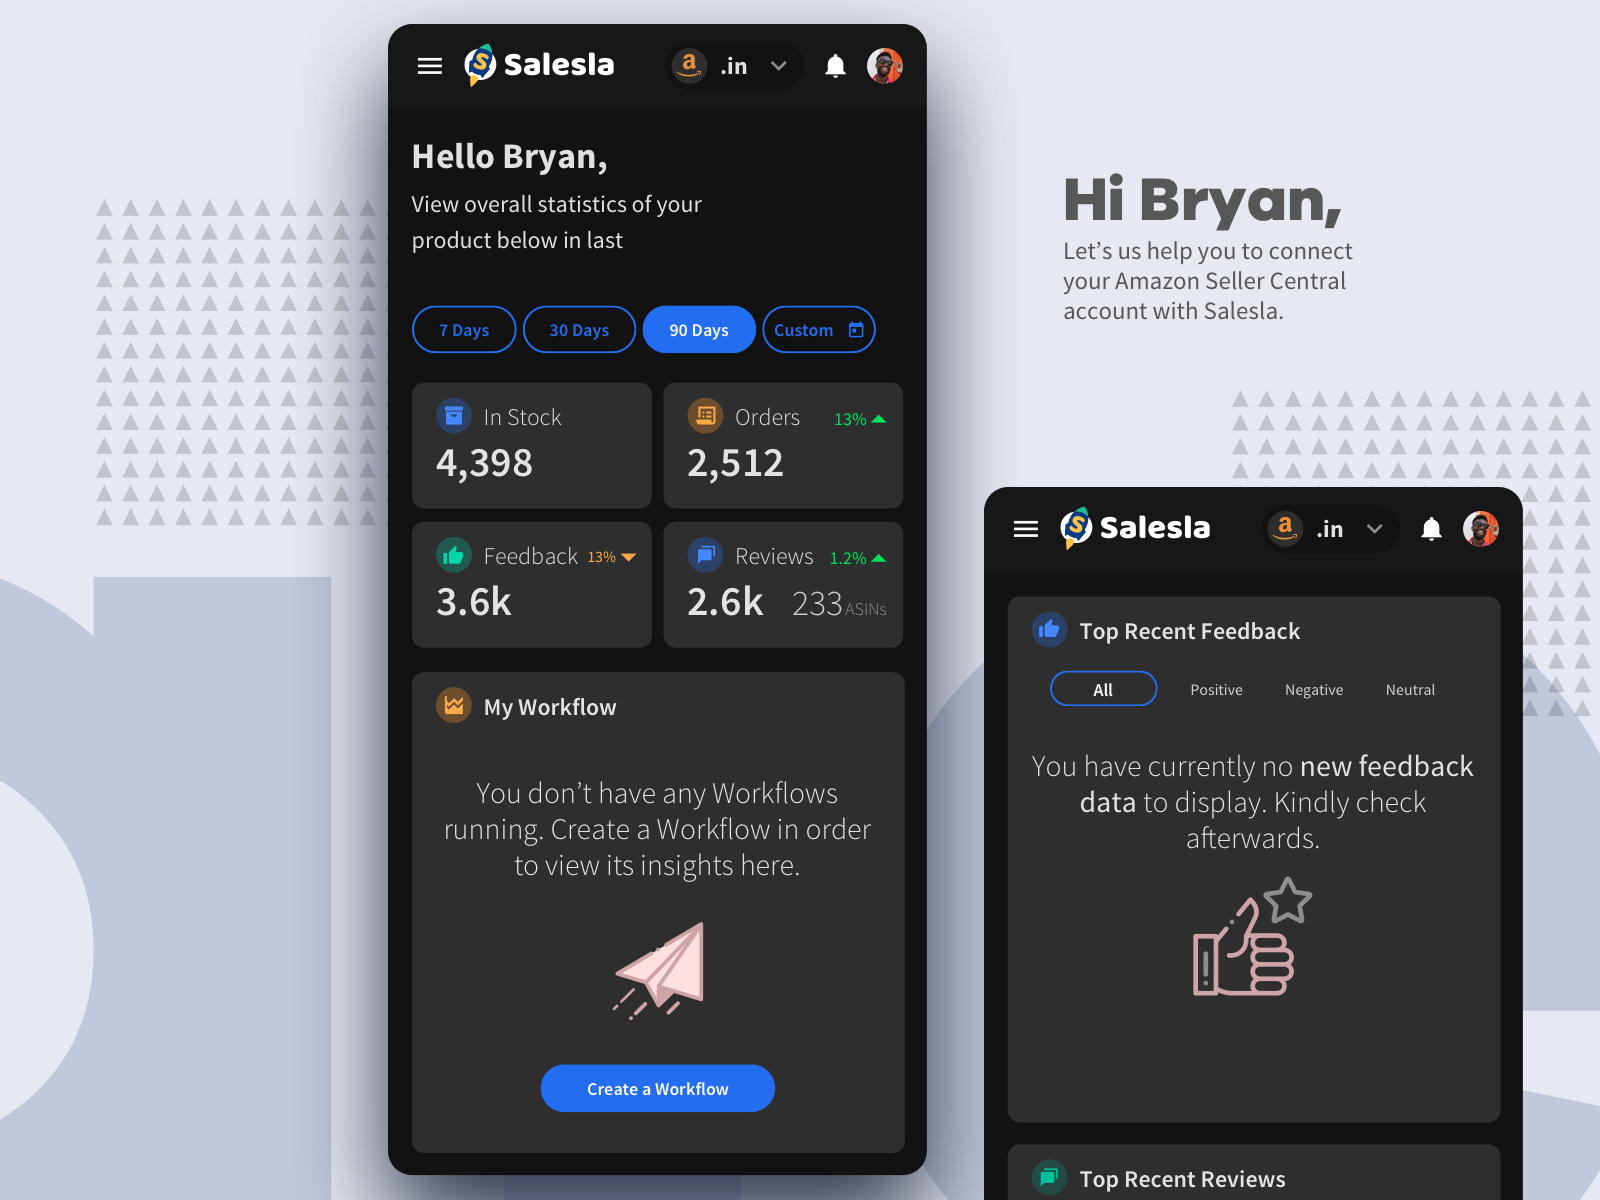 Salesla
a .in
Hello Bryan,
View overall statistics of your
product below in last
7 Days 30 Days 90 Days Custom
In Stock
4,398
Orders 13%
2,512
Feedback 13%
3.6k
Reviews 1.2%
2.6k 233 ASINs
My Workflow
You don’t have any Workflows
running. Create a Workflow in order
to view its insights here.
Create a Workflow
Hi Bryan,
Let’s us help you to connect
your Amazon Seller Central
account with Salesla.
Salesla
a .in
Top Recent Feedback
All Positive Negative Neutral
You have currently no new feedback
data to display. Kindly check
afterwards.
Top Recent Reviews